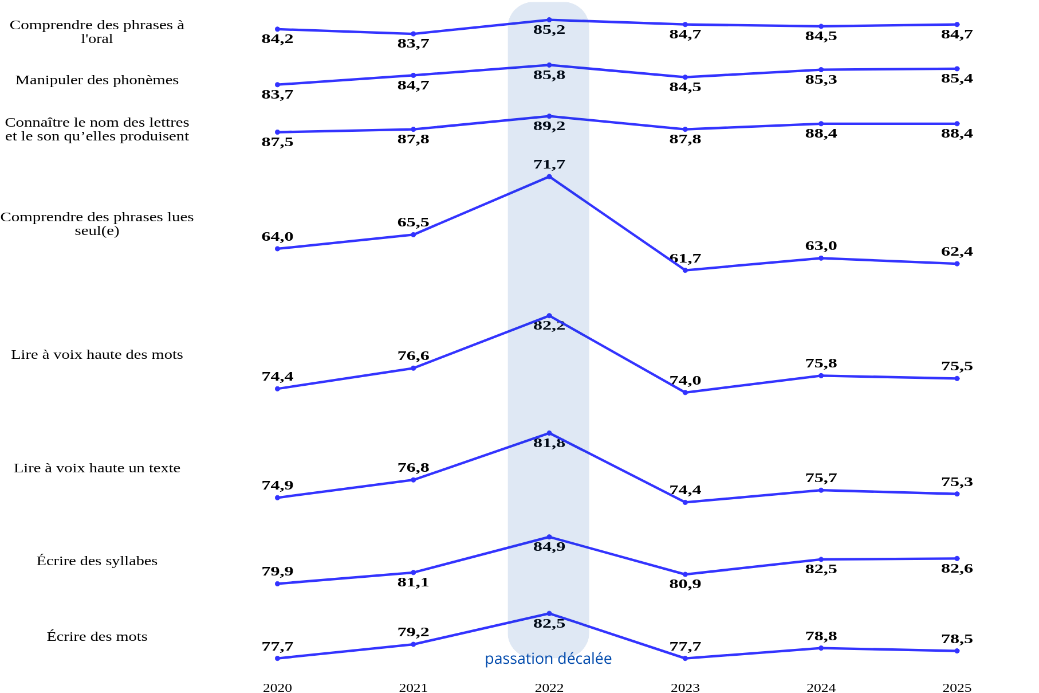 Comprendre des phrases à
l'oral
84,2 83,7 85,2 84,7 84,5 84,7
Manipuler des phonèmes
83,7 84,7 85,8 84,5 85,3 85,4
Connaître le nom des lettres
et le son qu’elles produisent
87,5 87,8 89,2 87,8 88,4 88,4
Comprendre des phrases lues
seul(e)
64,0 65,5 71,7 61,7 63,0 62,4
Lire à voix haute des mots
74,4 76,6 82,2 74,0 75,8 75,5
Lire à voix haute un texte
74,9 76,8 81,8 74,4 75,7 75,3
Écrire des syllabes
79,9 81,1 84,9 80,9 82,5 82,6
Écrire des mots
77,7 79,2 82,5 77,7 78,8 78,5
passation décalée
2020 2021 2022 2023 2024 2025